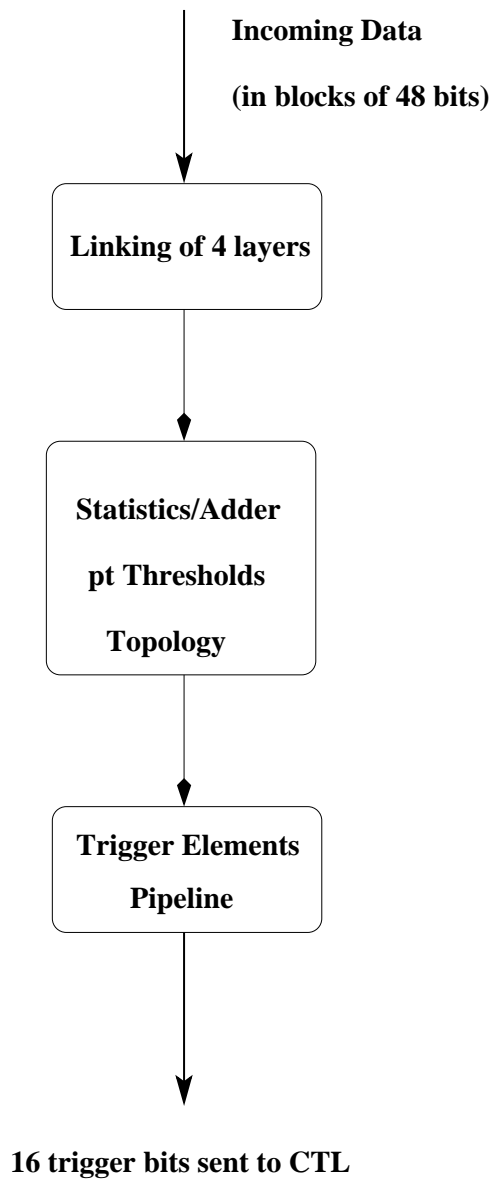 Incoming Data
(in blocks of 48 bits)
Linking of 4 layers
Statistics/Adder
pt Thresholds
Topology
Trigger Elements
Pipeline
16 trigger bits sent to CTL